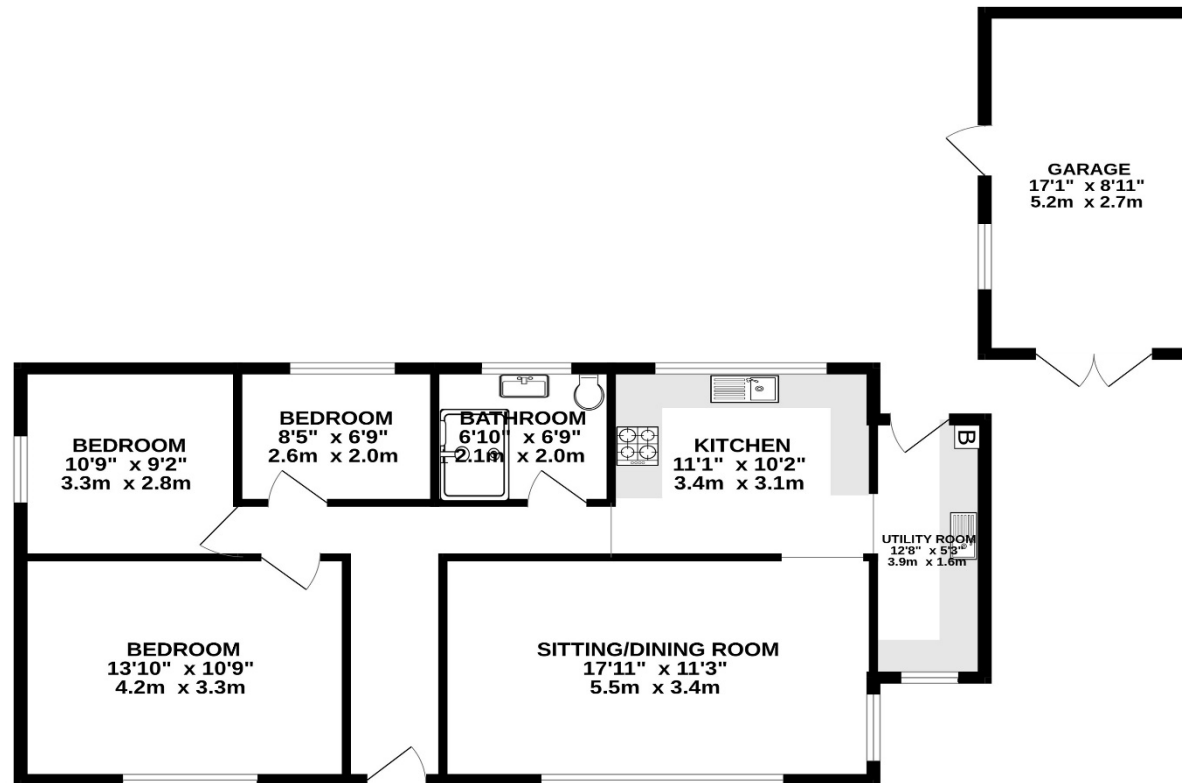 GARAGE
17'1" x 8'11"
5.2m x 2.7m
BEDROOM
10'9" x 9'2"
3.3m x 2.8m
BEDROOM
8'5" x 6'9"
2.6m x 2.0m
BATHROOM
6'10" x 6'9"
2.1m x 2.0m
KITCHEN
11'1" x 10'2"
3.4m x 3.1m
B
UTILITY ROOM
12'8" x 5'3"
3.9m x 1.6m
BEDROOM
13'10" x 10'9"
4.2m x 3.3m
SITTING/DINING ROOM
17'11" x 11'3"
5.5m x 3.4m